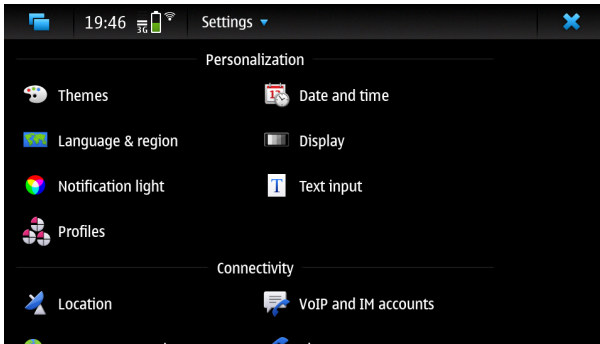 19:46 3G Settings
Personalization
Themes Date and time
Language & region Display
Notification light Text input
Profiles
Connectivity
Location VoIP and IM accounts